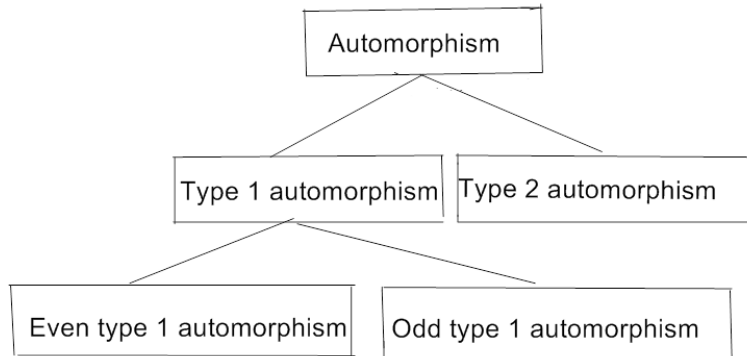 Automorphism
Type 1 automorphism
Type 2 automorphism
Even type 1 automorphism
Odd type 1 automorphism